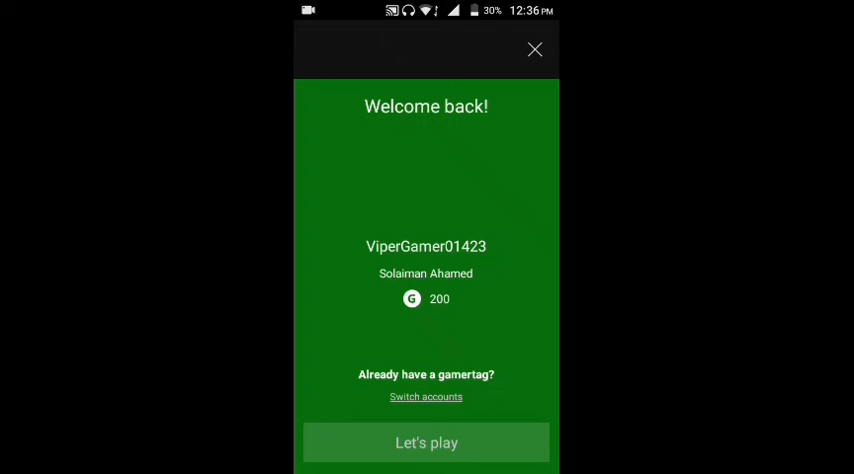 30% 12:36 PM
Welcome back!
ViperGamer01423
Solaiman Ahamed
G 200
Already have a gamertag?
Switch accounts
Let's play